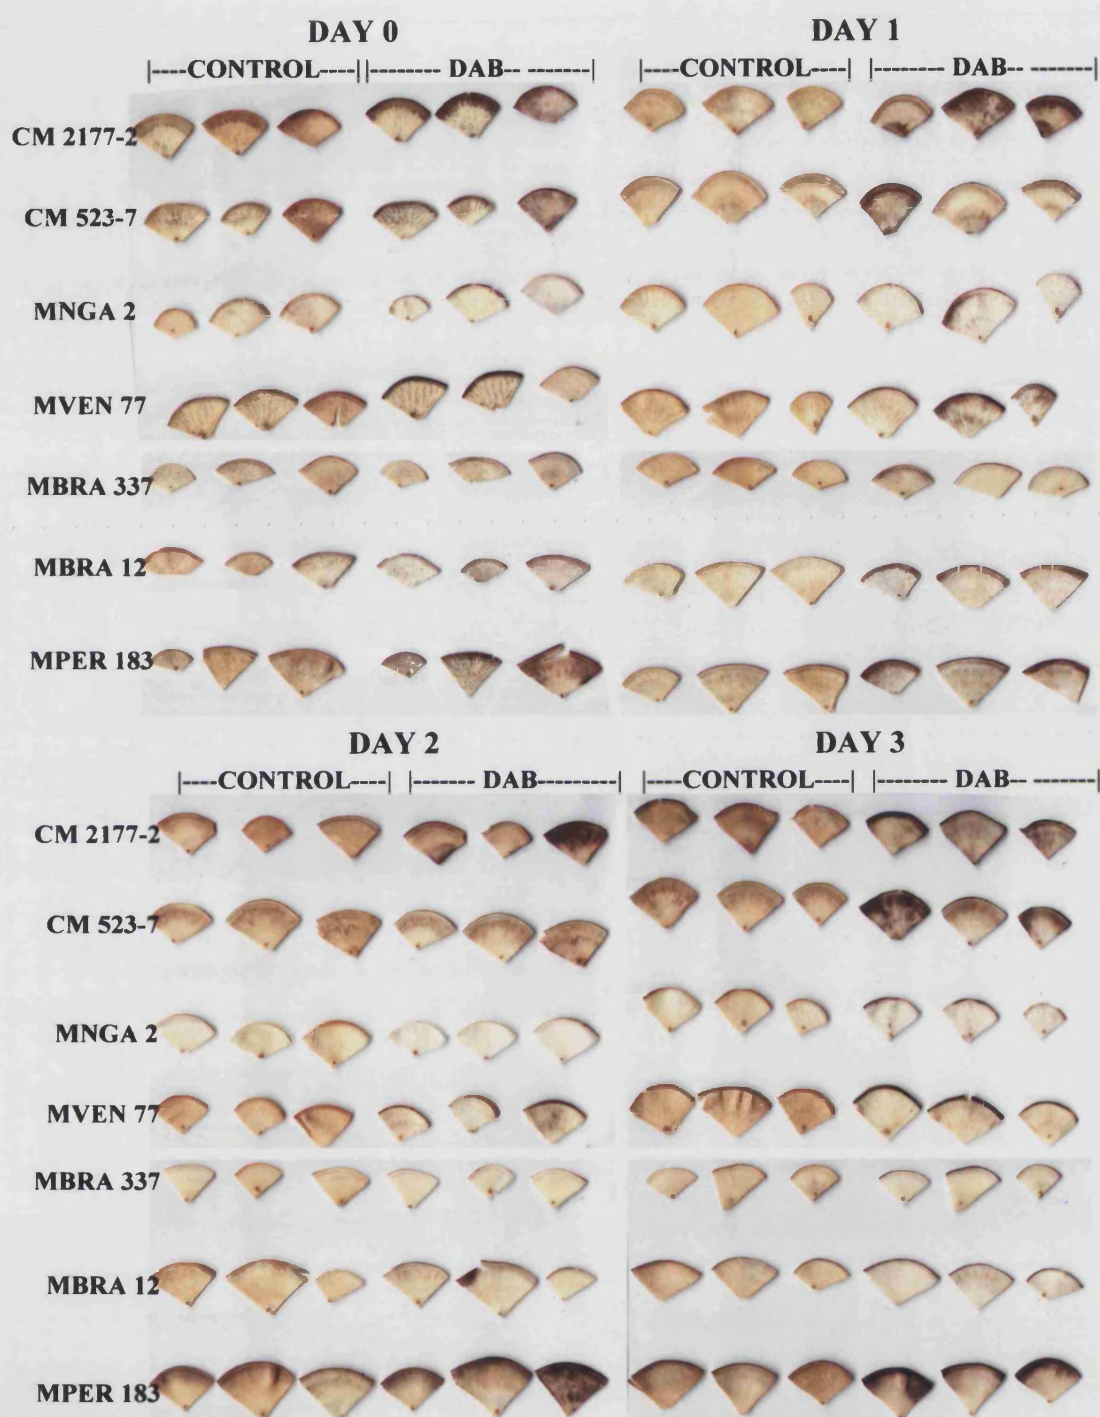 DAY 0 DAY 1
|----CONTROL----||-------- DAB-- -------| |----CONTROL----| |-------- DAB-- -------|
CM 2177-2
CM 523-7
MNGA 2
MVEN 77
MBRA 337
MBRA 12
MPER 183
DAY 2 DAY 3
|----CONTROL----| |------- DAB---------| |----CONTROL----| |-------- DAB-- -------|
CM 2177-2
CM 523-7
MNGA 2
MVEN 77
MBRA 337
MBRA 12
MPER 183